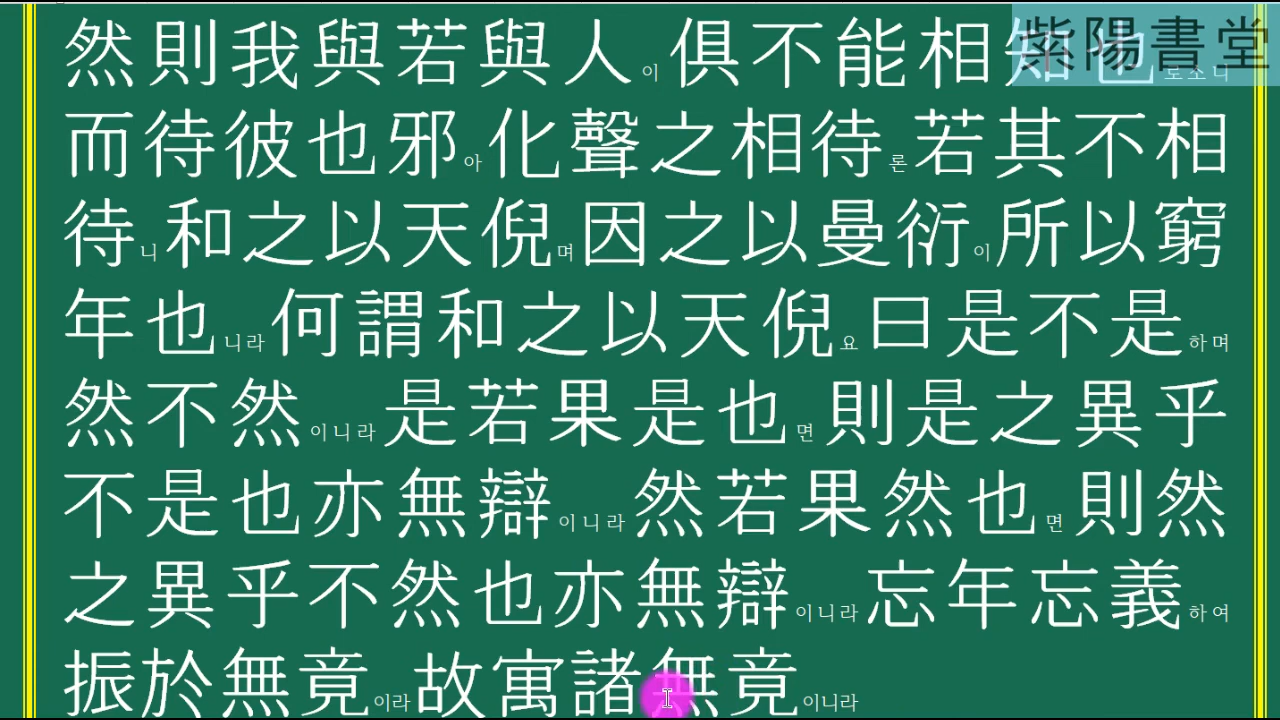 然則我與若與人이 俱不能相知也로소니
紫陽書堂
而待彼也邪아 化聲之相待론 若其不相
待니 和之以天倪며 因之以曼衍이 所以窮
年也니라 何謂和之以天倪요 曰是不是하며
然不然이니라 是若果是也면 則是之異乎
不是也亦無辯이니라 然若果然也면 則然
之異乎不然也亦無辯이니라 忘年忘義하여
振於無竟이라 故寓諸無竟이니라